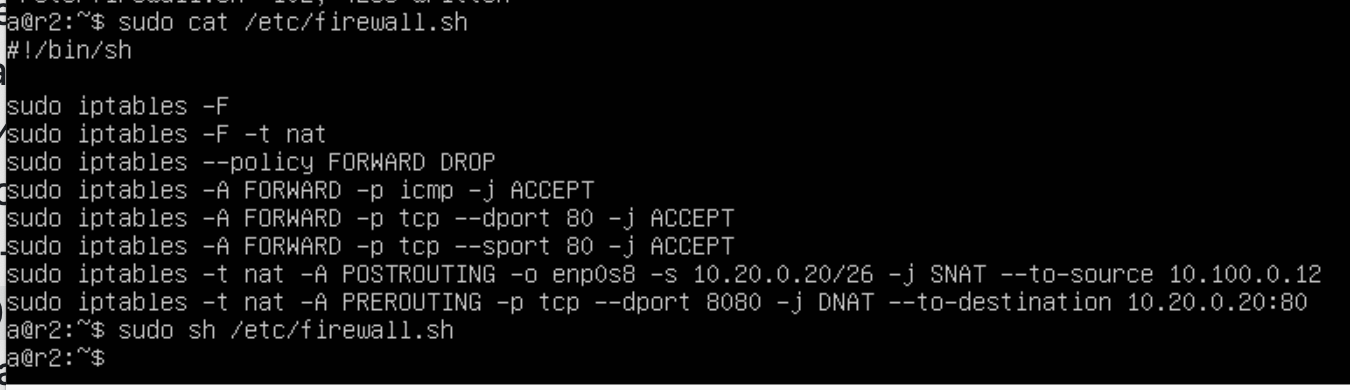 a@r2:~$ sudo cat /etc/firewall.sh
#!/bin/sh
sudo iptables -F
sudo iptables -F -t nat
sudo iptables --policy FORWARD DROP
sudo iptables -A FORWARD -p icmp -j ACCEPT
sudo iptables -A FORWARD -p tcp --dport 80 -j ACCEPT
sudo iptables -A FORWARD -p tcp --sport 80 -j ACCEPT
sudo iptables -t nat -A POSTROUTING -o enp0s8 -s 10.20.0.20/26 -j SNAT --to-source 10.100.0.12
sudo iptables -t nat -A PREROUTING -p tcp --dport 8080 -j DNAT --to-destination 10.20.0.20:80
a@r2:~$ sudo sh /etc/firewall.sh
a@r2:~$